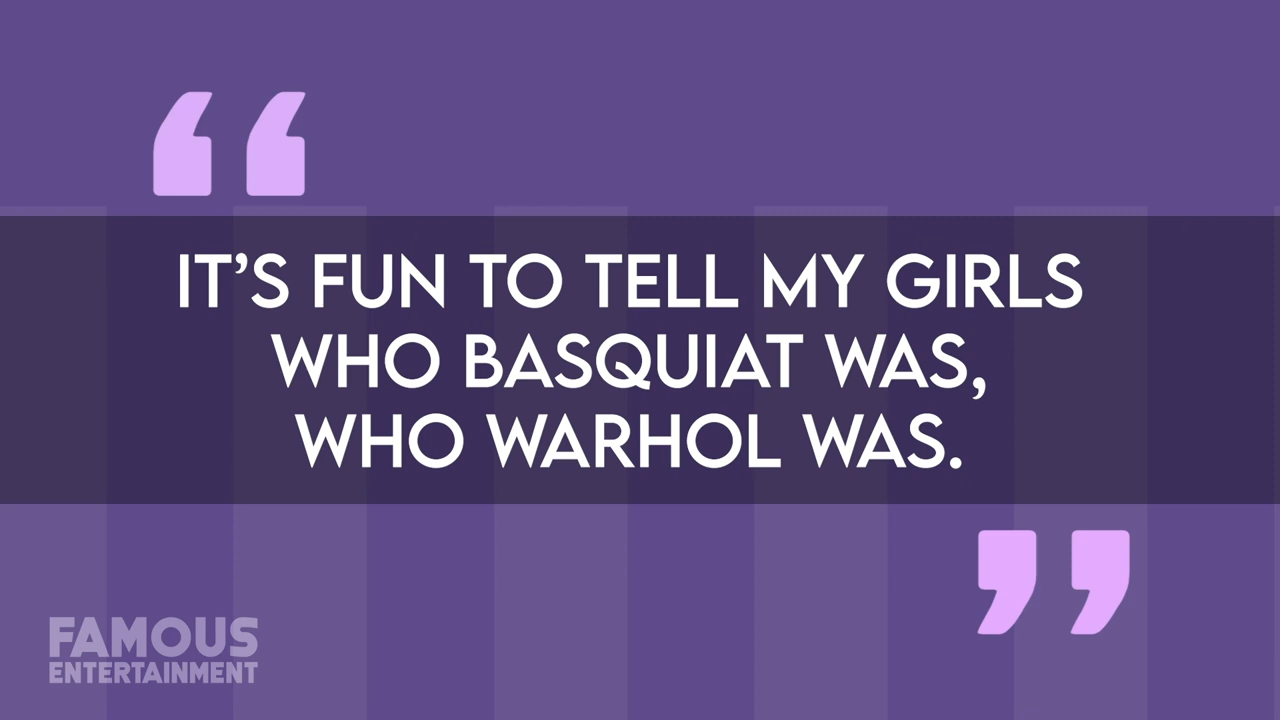 “
IT’S FUN TO TELL MY GIRLS
WHO BASQUIAT WAS,
WHO WARHOL WAS.
”
FAMOUS
ENTERTAINMENT